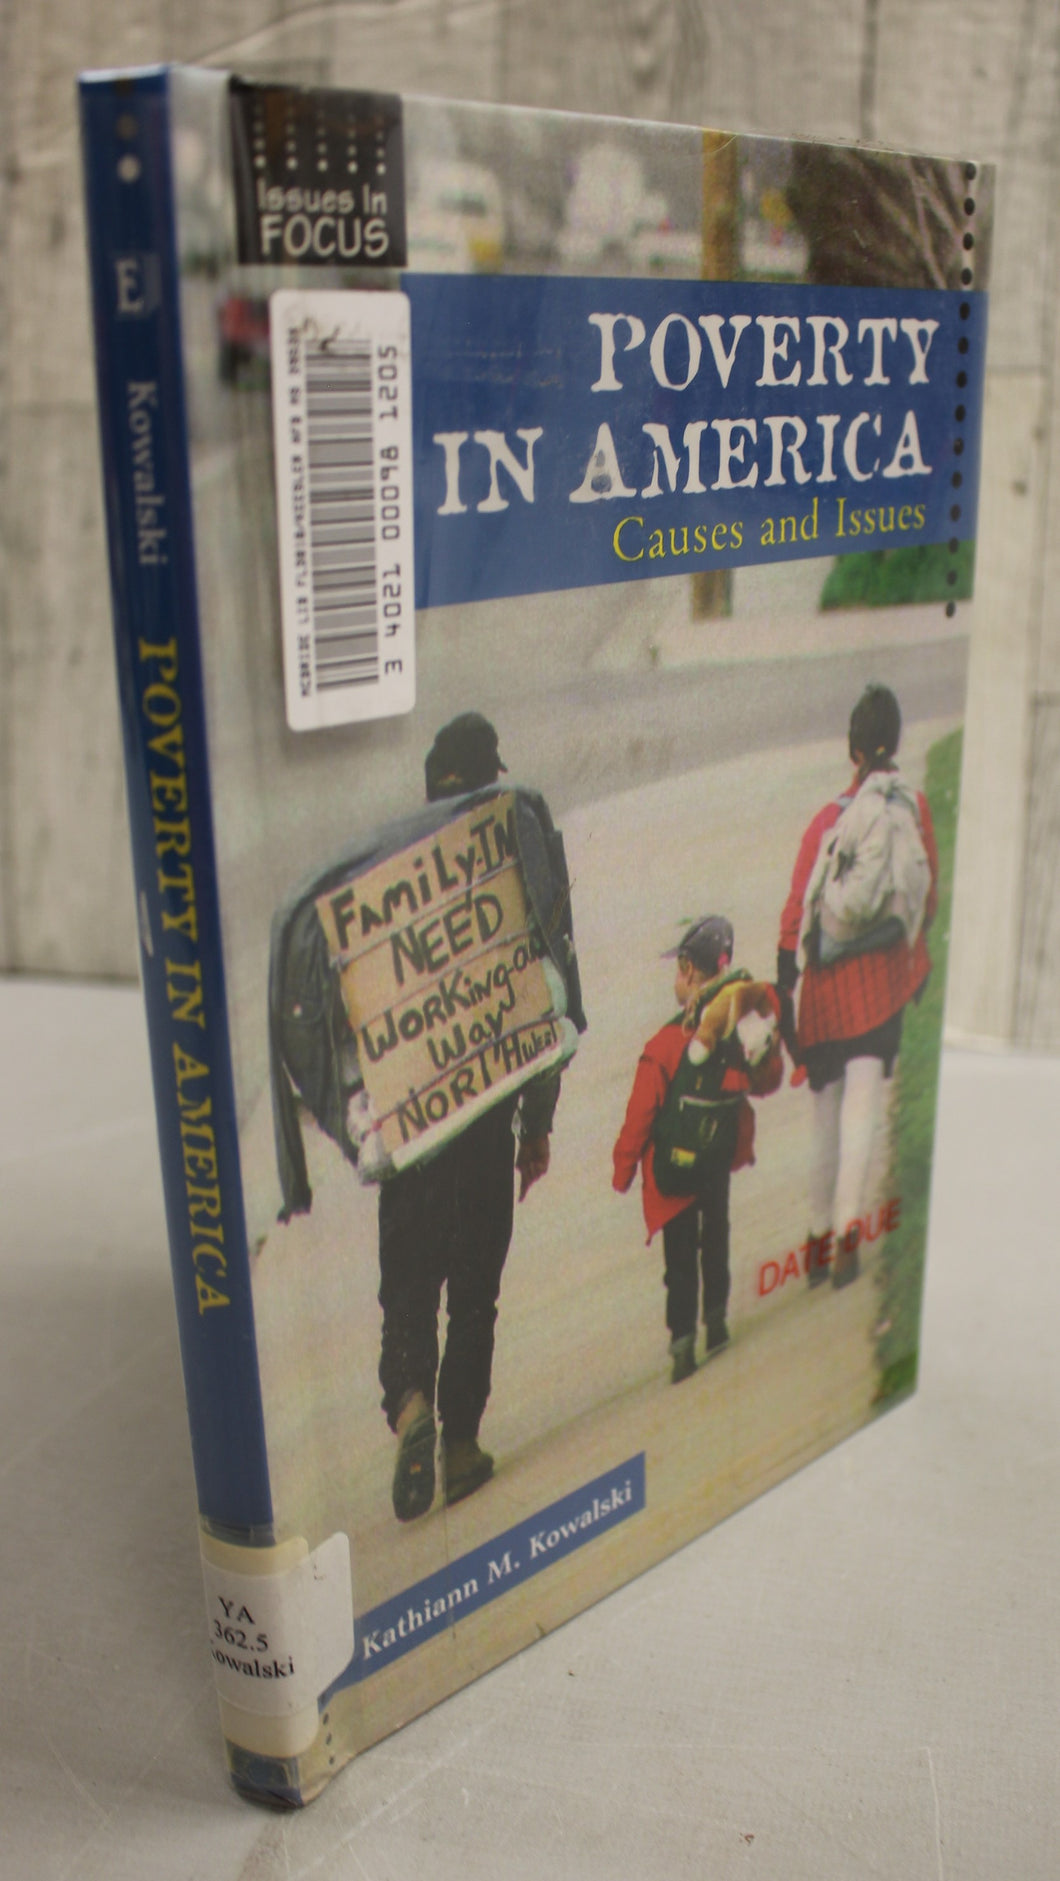 Issues In
FOCUS
POVERTY
IN AMERICA
Causes and Issues
3 4021 00098 1205
FAMiLy-IN
NEED
WorKing-our
Way
NORTHWest
DATE DUE
Kathiann M. Kowalski
Kowalski
POVERTY IN AMERICA
YA
362.5
Kowalski